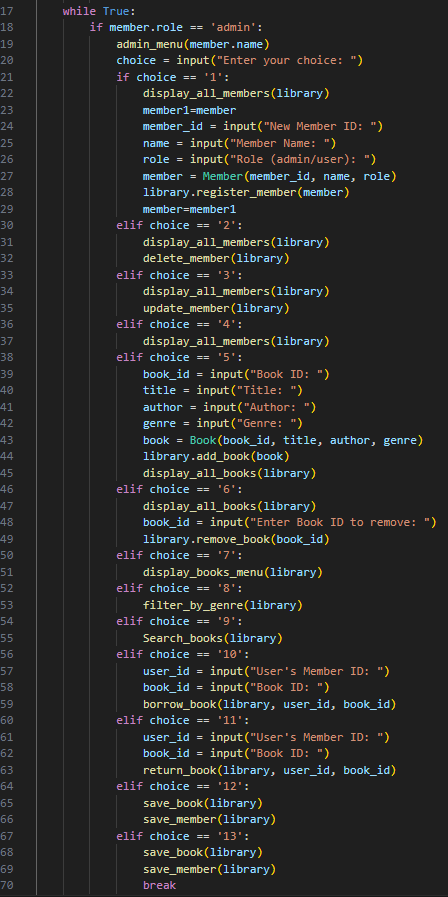 17 while True:
18 if member.role == 'admin':
19 admin_menu(member.name)
20 choice = input("Enter your choice: ")
21 if choice == '1':
22 display_all_members(library)
23 member1=member
24 member_id = input("New Member ID: ")
25 name = input("Member Name: ")
26 role = input("Role (admin/user): ")
27 member = Member(member_id, name, role)
28 library.register_member(member)
29 member=member1
30 elif choice == '2':
31 display_all_members(library)
32 delete_member(library)
33 elif choice == '3':
34 display_all_members(library)
35 update_member(library)
36 elif choice == '4':
37 display_all_members(library)
38 elif choice == '5':
39 book_id = input("Book ID: ")
40 title = input("Title: ")
41 author = input("Author: ")
42 genre = input("Genre: ")
43 book = Book(book_id, title, author, genre)
44 library.add_book(book)
45 display_all_books(library)
46 elif choice == '6':
47 display_all_books(library)
48 book_id = input("Enter Book ID to remove: ")
49 library.remove_book(book_id)
50 elif choice == '7':
51 display_books_menu(library)
52 elif choice == '8':
53 filter_by_genre(library)
54 elif choice == '9':
55 Search_books(library)
56 elif choice == '10':
57 user_id = input("User's Member ID: ")
58 book_id = input("Book ID: ")
59 borrow_book(library, user_id, book_id)
60 elif choice == '11':
61 user_id = input("User's Member ID: ")
62 book_id = input("Book ID: ")
63 return_book(library, user_id, book_id)
64 elif choice == '12':
65 save_book(library)
66 save_member(library)
67 elif choice == '13':
68 save_book(library)
69 save_member(library)
70 break